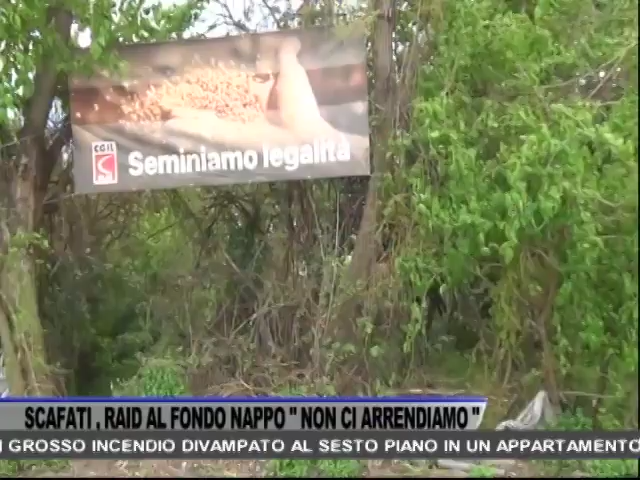 CGIL
Seminiamo legalità
SCAFATI , RAID AL FONDO NAPPO " NON CI ARRENDIAMO "
GROSSO INCENDIO DIVAMPATO AL SESTO PIANO IN UN APPARTAMENTO